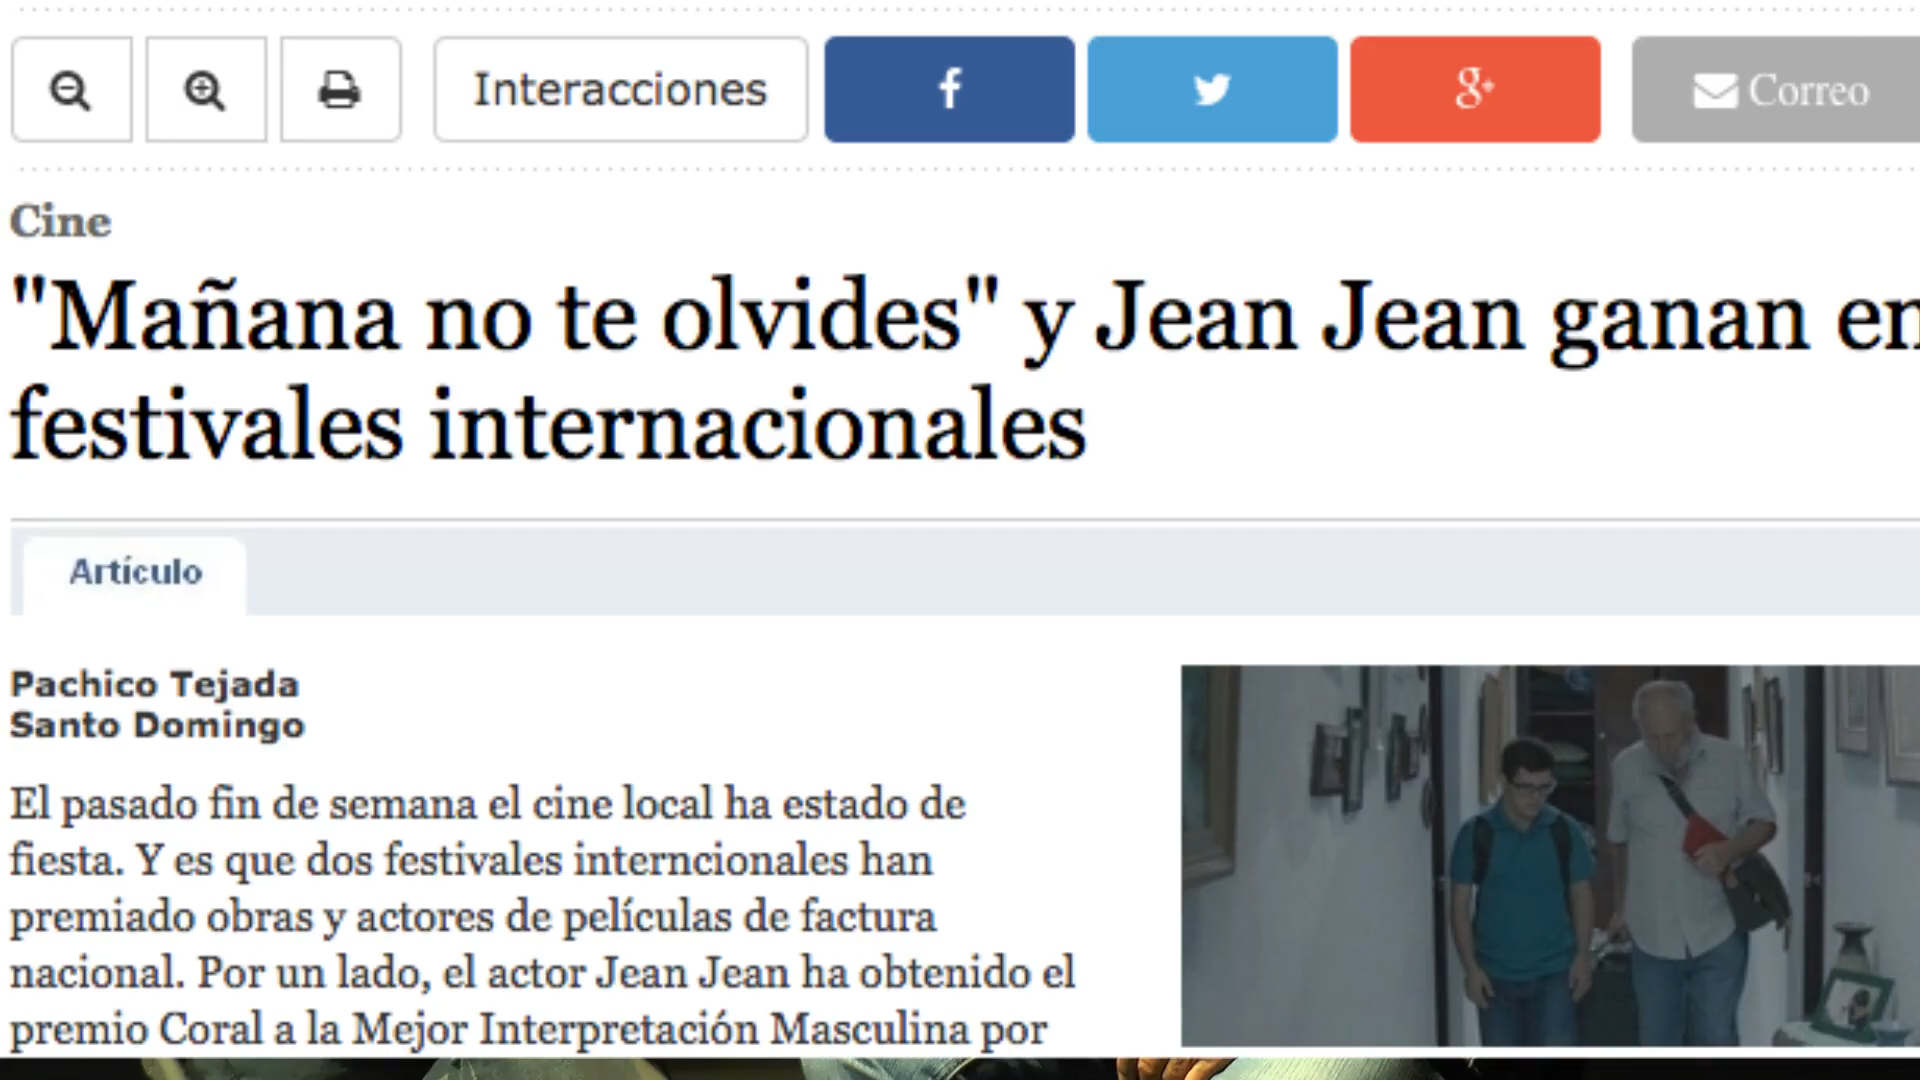 Interacciones
f
g+
Correo
Cine
"Mañana no te olvides" y Jean Jean ganan en
festivales internacionales
Artículo
Pachico Tejada
Santo Domingo
El pasado fin de semana el cine local ha estado de
fiesta. Y es que dos festivales interncionales han
premiado obras y actores de películas de factura
nacional. Por un lado, el actor Jean Jean ha obtenido el
premio Coral a la Mejor Interpretación Masculina por